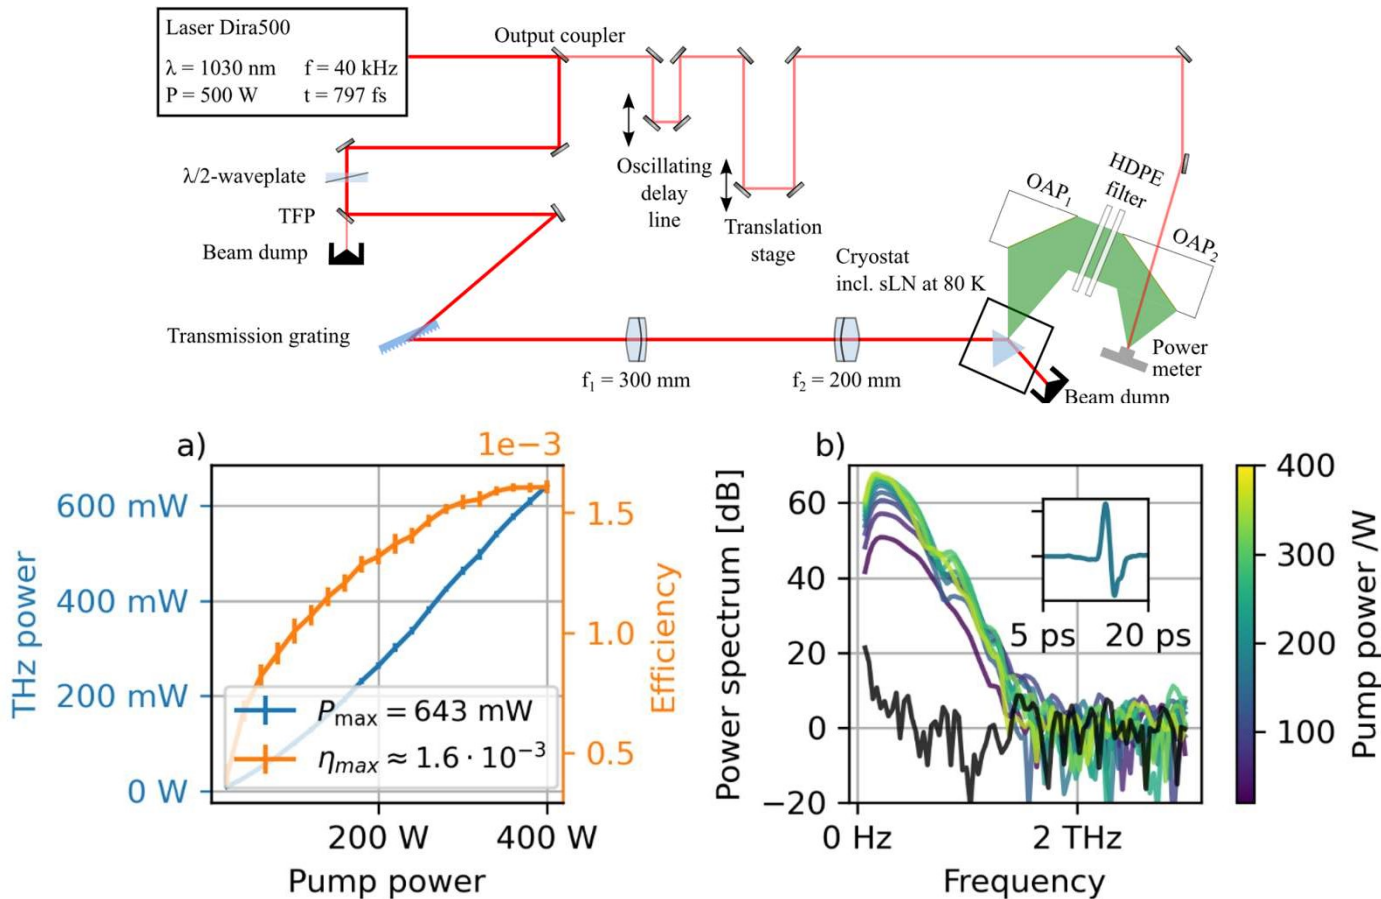 Laser Dira500
λ = 1030 nm f = 40 kHz
P = 500 W t = 797 fs
Output coupler
λ/2-waveplate
TFP
Beam dump
Oscillating
delay
line
Translation
stage
OAP₁
HDPE
filter
OAP₂
Cryostat
incl. sLN at 80 K
Transmission grating
f₁ = 300 mm
f₂ = 200 mm
Power
meter
Beam dump
a)
1e−3
THz power
600 mW
400 mW
200 mW
0 W
1.5
1.0
0.5
Efficiency
P_max = 643 mW
η_max ≈ 1.6 · 10⁻³
200 W 400 W
Pump power
b)
Power spectrum [dB]
60
40
20
0
−20
5 ps 20 ps
0 Hz 2 THz
Frequency
400
300
200
100
Pump power /W